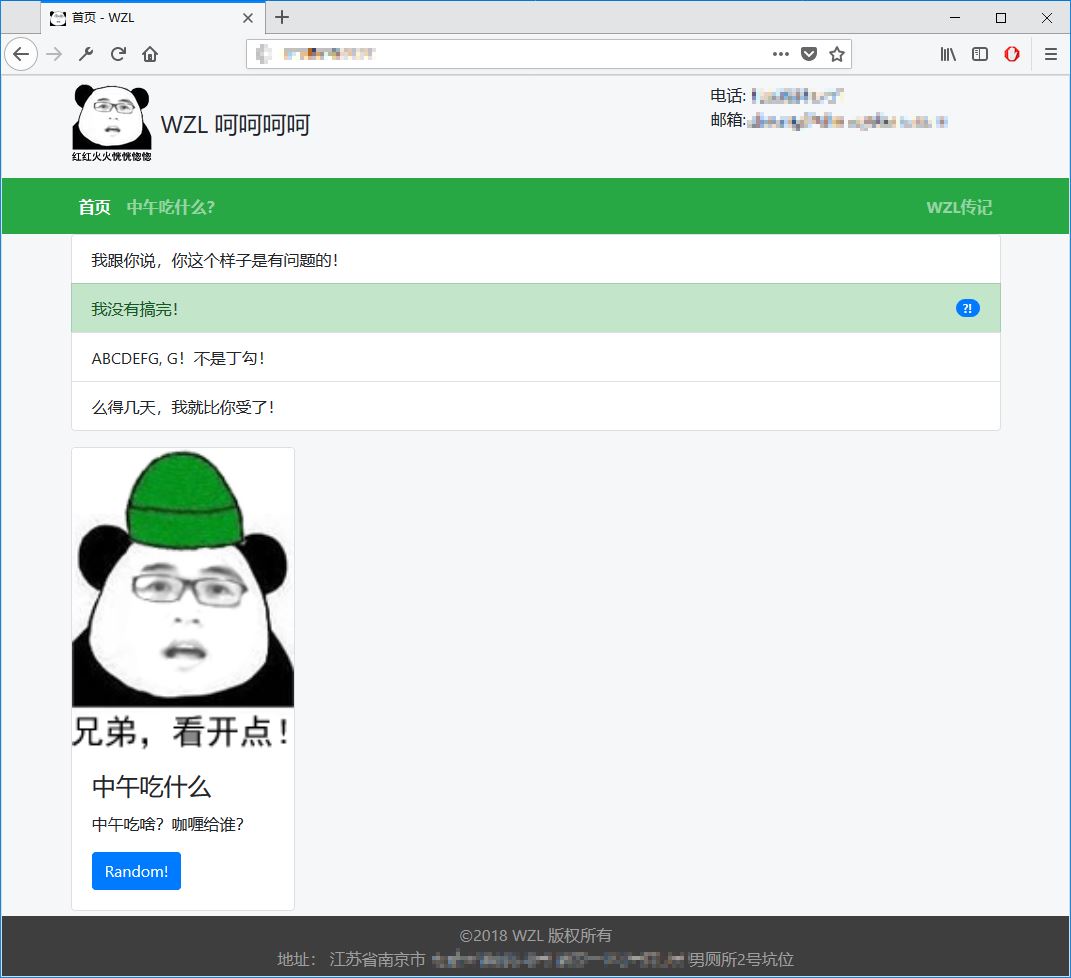 首页 - WZL
WZL 呵呵呵呵
红红火火恍恍惚惚
电话:
邮箱:
首页 中午吃什么? WZL传记
我跟你说，你这个样子是有问题的！
我没有搞完！ ?!
ABCDEFG, G！不是丁勾！
么得几天，我就比你受了！
兄弟，看开点！
中午吃什么
中午吃啥？咖喱给谁？
Random!
©2018 WZL 版权所有
地址： 江苏省南京市 男厕所2号坑位